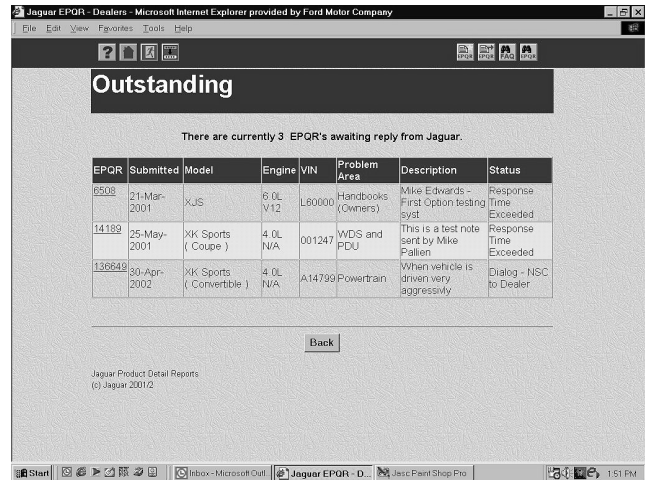 Jaguar EPQR - Dealers - Microsoft Internet Explorer provided by Ford Motor Company
File Edit View Favorites Tools Help
EPQR EPQR FAQ EPQR
Outstanding
There are currently 3 EPQR's awaiting reply from Jaguar.
EPQR Submitted Model Engine VIN Problem Area Description Status
6508 21-Mar-2001 XJS 6.0L V12 L60000 Handbooks (Owners) Mike Edwards - First Option testing syst Response Time Exceeded
14189 25-May-2001 XK Sports ( Coupe ) 4.0L N/A 001247 WDS and PDU This is a test note sent by Mike Pallien Response Time Exceeded
136649 30-Apr-2002 XK Sports ( Convertible ) 4.0L N/A A14799 Powertrain When vehicle is driven very aggressivly Dialog - NSC to Dealer
Back
Jaguar Product Detail Reports
(c) Jaguar 2001/2
Start Inbox - Microsoft Outl Jaguar EPQR - D... Jasc Paint Shop Pro 1:51 PM